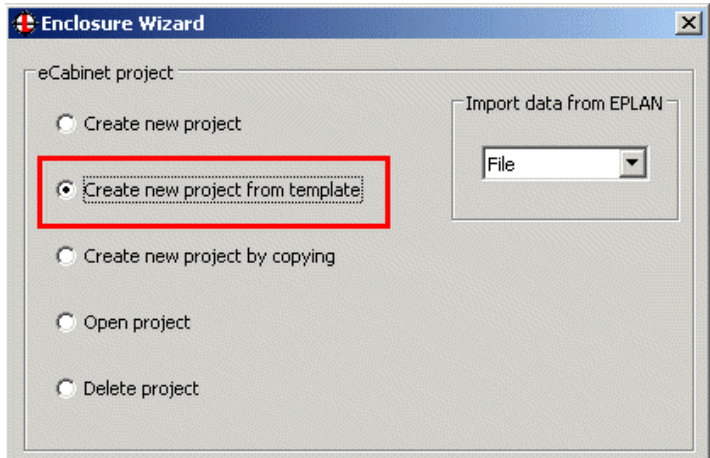 Enclosure Wizard
eCabinet project
Create new project
Create new project from template
Create new project by copying
Open project
Delete project
Import data from EPLAN
File